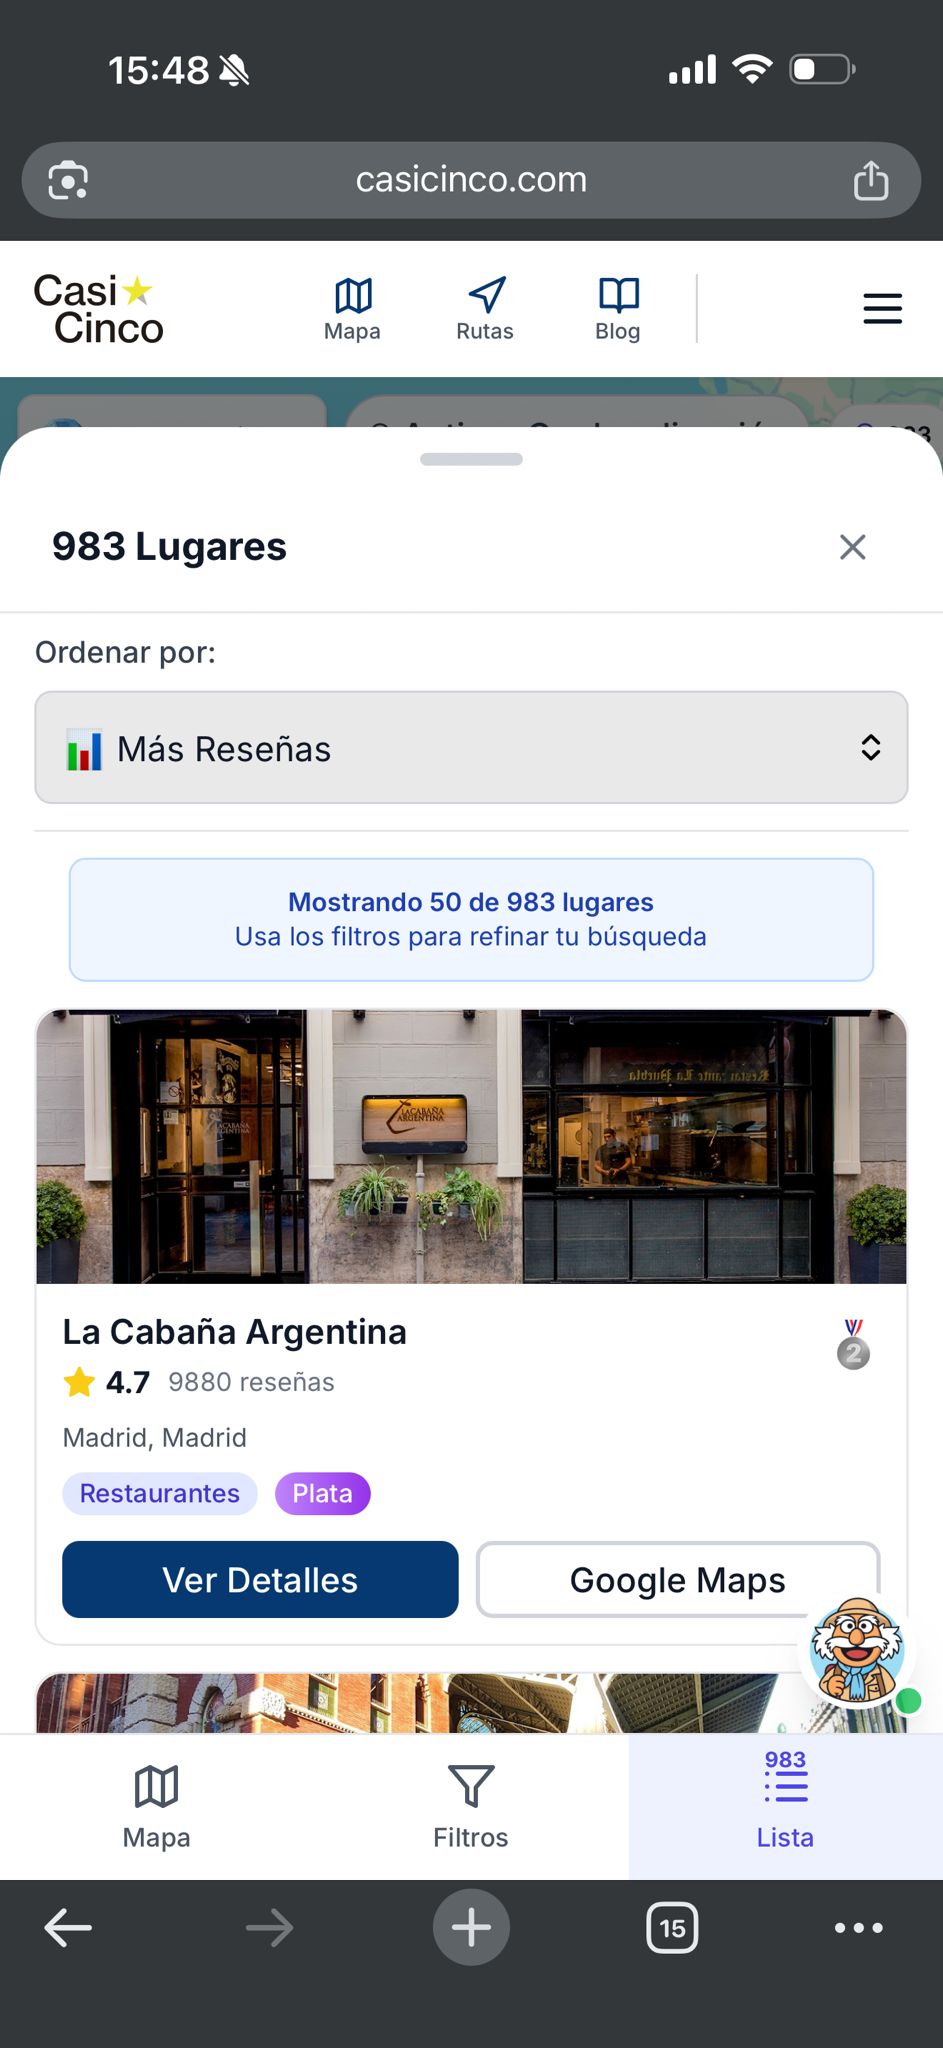 15:48
casicinco.com
Casi
Cinco
Mapa
Rutas
Blog
983 Lugares
Ordenar por:
Más Reseñas
Mostrando 50 de 983 lugares
Usa los filtros para refinar tu búsqueda
LA CABAÑA
ARGENTINA
La Cabaña Argentina
2
4.7 9880 reseñas
Madrid, Madrid
Restaurantes Plata
Ver Detalles
Google Maps
Mapa
Filtros
983
Lista
15